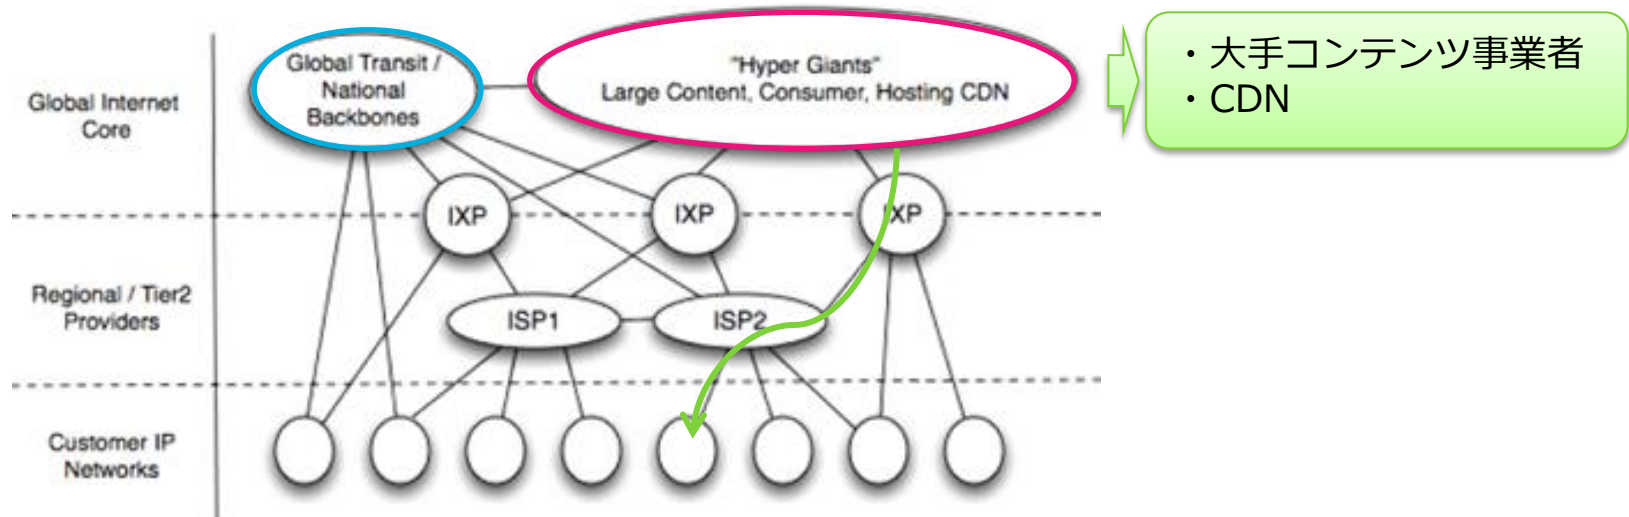 Global Internet
Core
Global Transit /
National
Backbones
"Hyper Giants"
Large Content, Consumer, Hosting CDN
・大手コンテンツ事業者
・CDN
IXP
IXP
IXP
Regional / Tier2
Providers
ISP1
ISP2
Customer IP
Networks